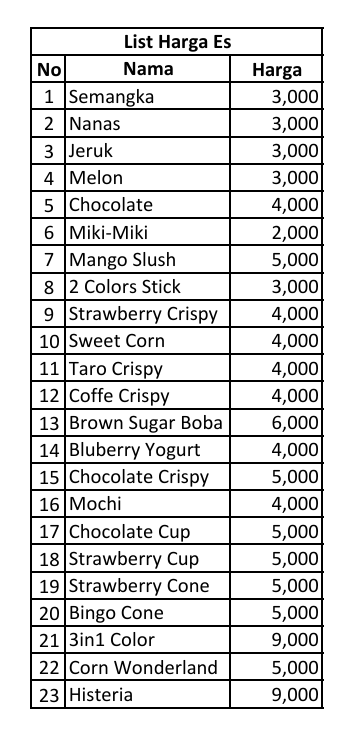 List Harga Es
No Nama Harga
1 Semangka 3,000
2 Nanas 3,000
3 Jeruk 3,000
4 Melon 3,000
5 Chocolate 4,000
6 Miki-Miki 2,000
7 Mango Slush 5,000
8 2 Colors Stick 3,000
9 Strawberry Crispy 4,000
10 Sweet Corn 4,000
11 Taro Crispy 4,000
12 Coffe Crispy 4,000
13 Brown Sugar Boba 6,000
14 Bluberry Yogurt 4,000
15 Chocolate Crispy 5,000
16 Mochi 4,000
17 Chocolate Cup 5,000
18 Strawberry Cup 5,000
19 Strawberry Cone 5,000
20 Bingo Cone 5,000
21 3in1 Color 9,000
22 Corn Wonderland 5,000
23 Histeria 9,000